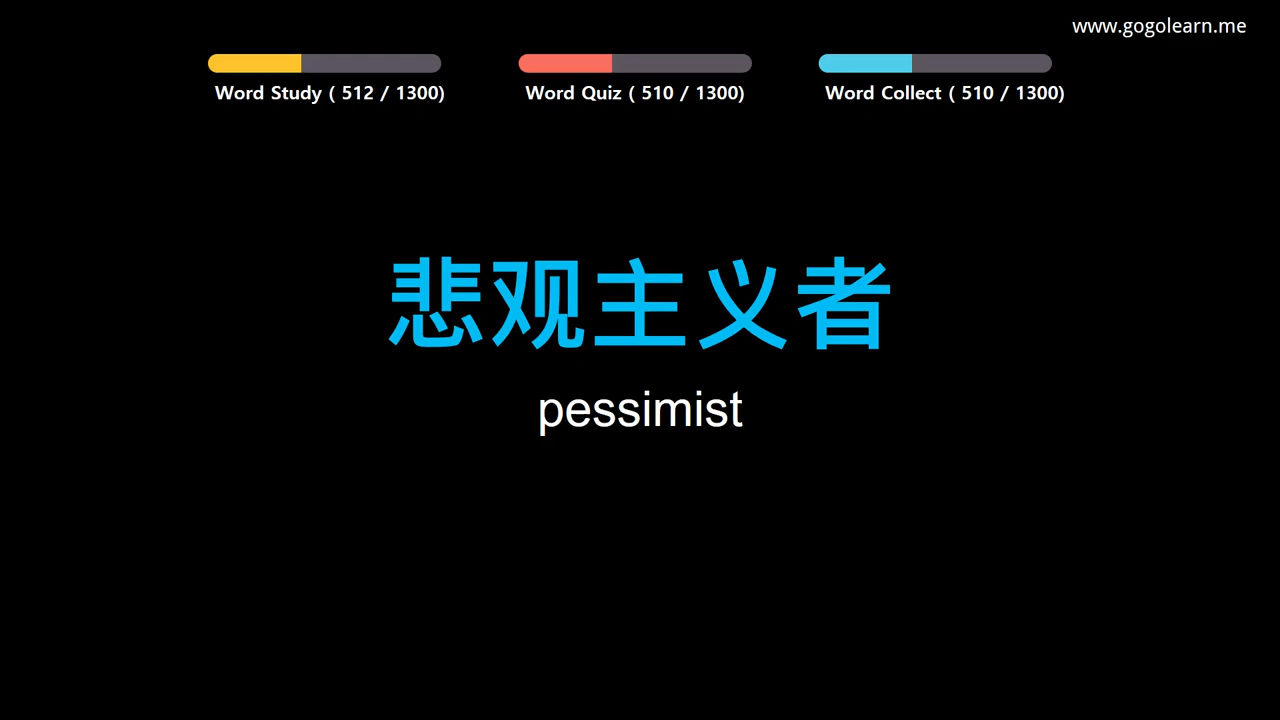 www.gogolearn.me
Word Study ( 512 / 1300)
Word Quiz ( 510 / 1300)
Word Collect ( 510 / 1300)
悲观主义者
pessimist